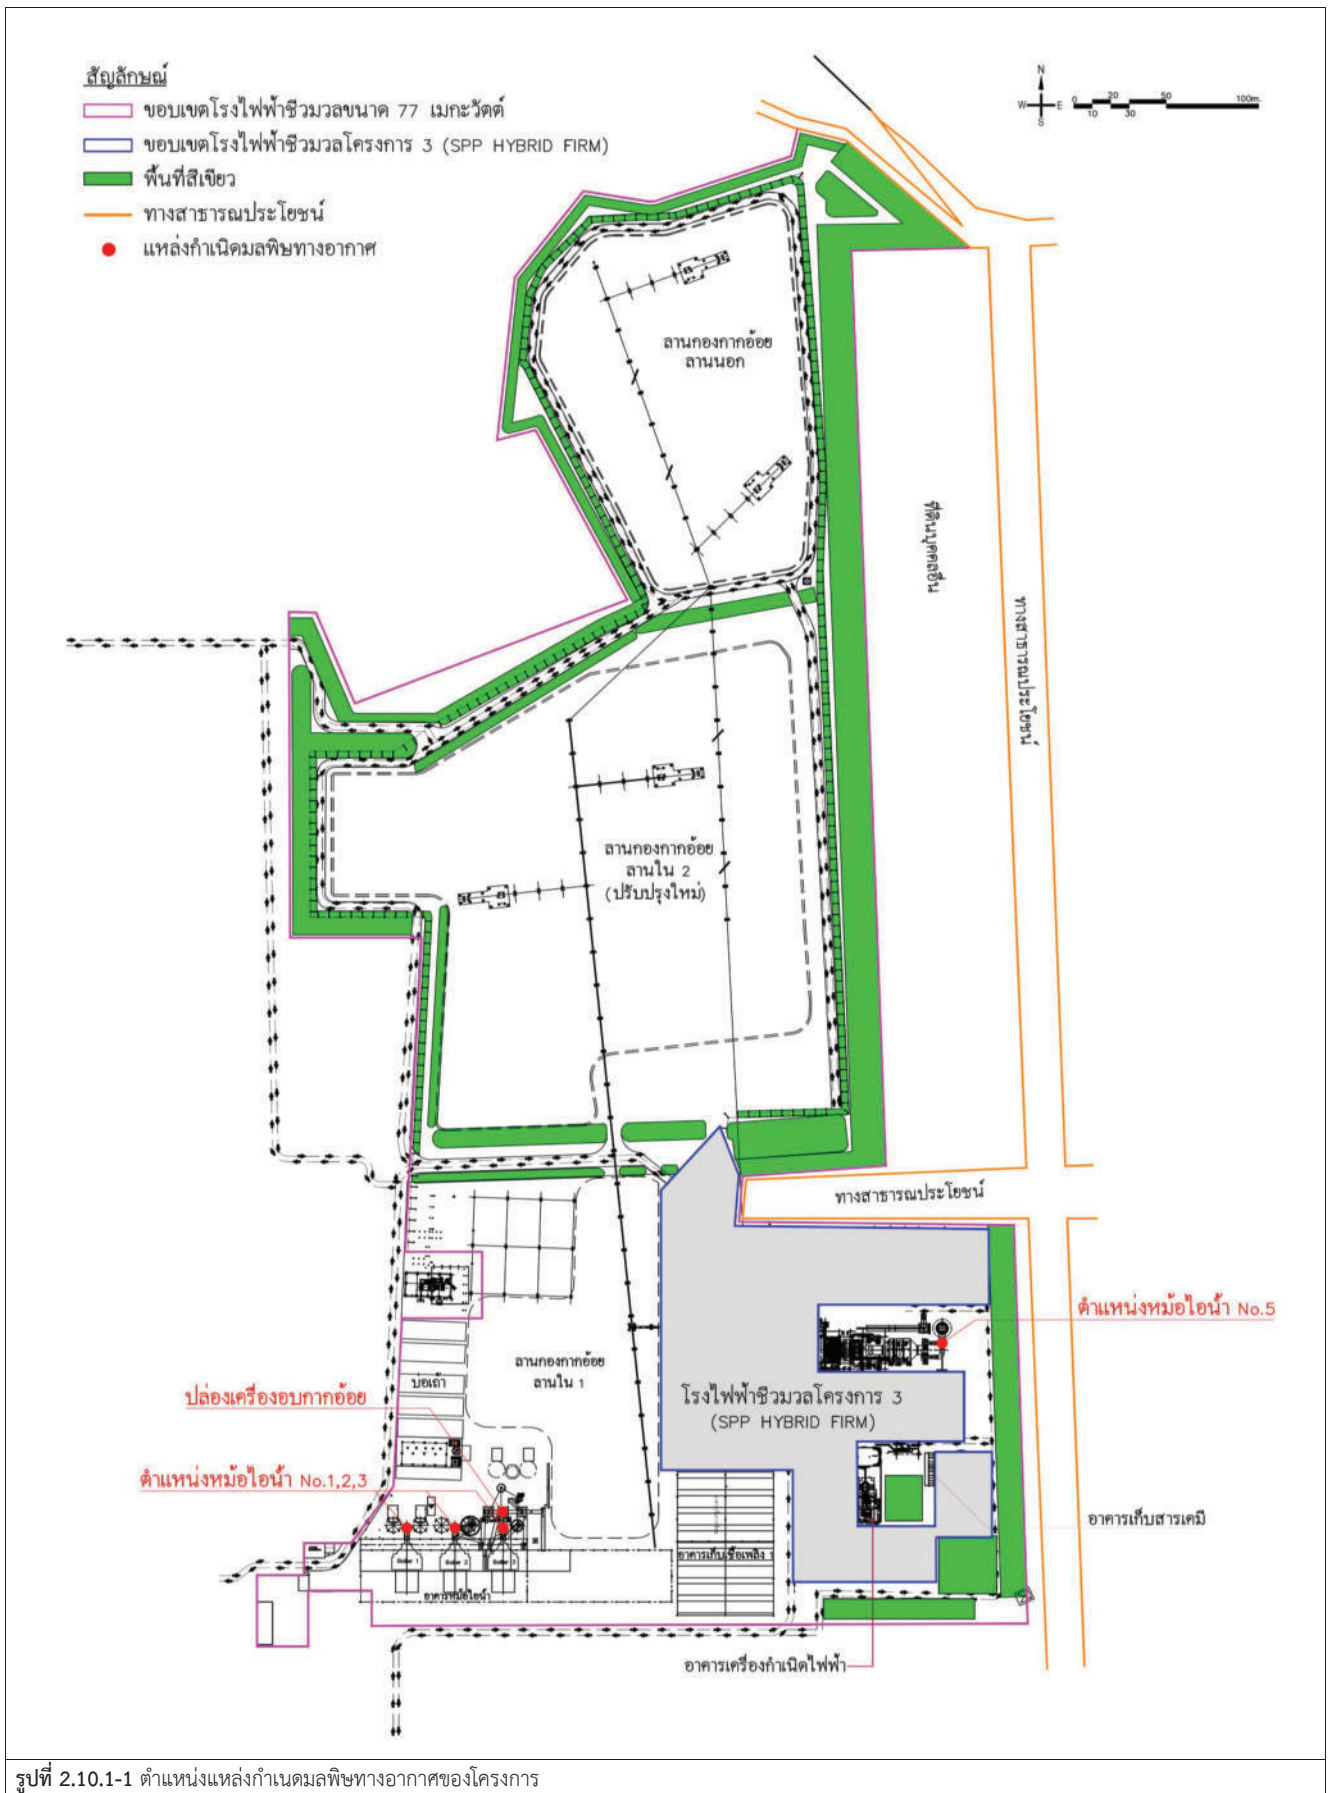 สัญลักษณ์
ขอบเขตโรงไฟฟ้าชีวมวลขนาด 77 เมกะวัตต์
ขอบเขตโรงไฟฟ้าชีวมวลโครงการ 3 (SPP HYBRID FIRM)
พื้นที่สีเขียว
ทางสาธารณประโยชน์
แหล่งกำเนิดมลพิษทางอากาศ
N
W E
S
0 20 50 100m.
10 30
ลานกองกากอ้อย
ลานนอก
ที่ดินบุคคลอื่น
ทางสาธารณประโยชน์
ลานกองกากอ้อย
ลานใน 2
(ปรับปรุงใหม่)
ทางสาธารณประโยชน์
ตำแหน่งหม้อไอน้ำ No.5
ลานกองกากอ้อย
ลานใน 1
บ่อเถ้า
ปล่องเครื่องอบกากอ้อย
โรงไฟฟ้าชีวมวลโครงการ 3
(SPP HYBRID FIRM)
ตำแหน่งหม้อไอน้ำ No.1,2,3
อาคารเก็บสารเคมี
อาคารเก็บเชื้อเพลิง 1
Boiler 1 Boiler 2 Boiler 3
อาคารหม้อไอน้ำ
อาคารเครื่องกำเนิดไฟฟ้า
รูปที่ 2.10.1-1 ตำแหน่งแหล่งกำเนดมลพิษทางอากาศของโครงการ